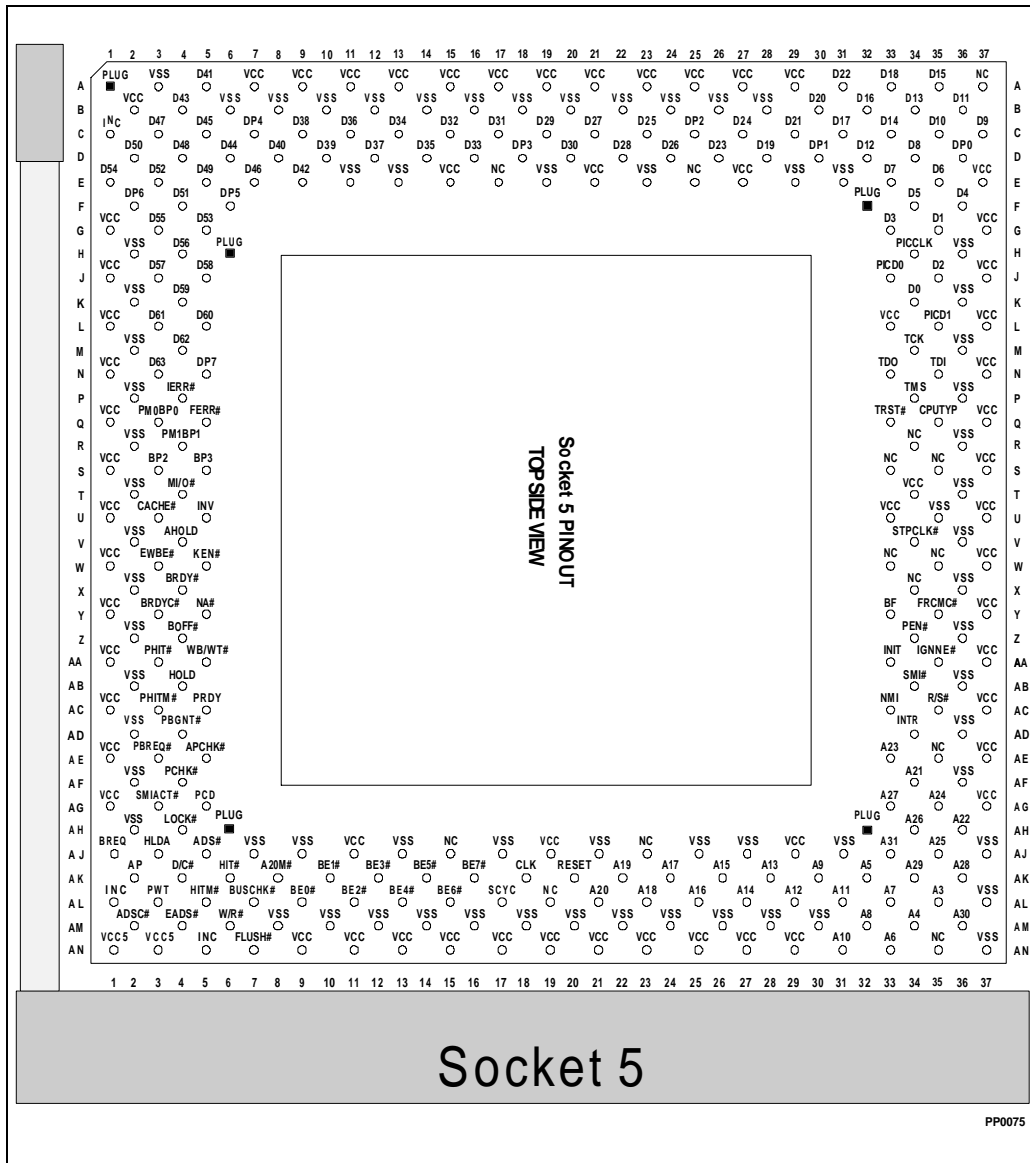 1 2 3 4 5 6 7 8 9 10 11 12 13 14 15 16 17 18 19 20 21 22 23 24 25 26 27 28 29 30 31 32 33 34 35 36 37
PLUG VSS D41 VCC VCC VCC VCC VCC VCC VCC VCC VCC VCC VCC VCC D22 D18 D15 NC
A A
VCC D43 VSS VSS VSS VSS VSS VSS VSS VSS VSS VSS VSS VSS D20 D16 D13 D11
B B
INC D47 D45 DP4 D38 D36 D34 D32 D31 D29 D27 D25 DP2 D24 D21 D17 D14 D10 D9
C C
D50 D48 D44 D40 D39 D37 D35 D33 DP3 D30 D28 D26 D23 D19 DP1 D12 D8 DP0
D D
D54 D52 D49 D46 D42 VSS VSS VCC NC VSS VCC VSS NC VCC VSS VSS D7 D6 VCC
E E
DP6 D51 DP5 PLUG D5 D4
F F
VCC D55 D53 D3 D1 VCC
G G
VSS D56 PLUG PICCLK VSS
H H
VCC D57 D58 PICD0 D2 VCC
J J
VSS D59 D0 VSS
K K
VCC D61 D60 VCC PICD1 VCC
L L
VSS D62 TCK VSS
M M
VCC D63 DP7 TDO TDI VCC
N N
VSS IERR# TMS VSS
P P
VCC PM0BP0 FERR# TRST# CPUTYP VCC
Q Q
VSS PM1BP1 NC VSS
R R
VCC BP2 BP3 NC NC VCC
S S
VSS MI/O# VCC VSS
T T
VCC CACHE# INV VCC VSS VCC
U U
VSS AHOLD STPCLK# VSS
V V
VCC EWBE# KEN# NC NC VCC
W W
VSS BRDY# NC VSS
X X
VCC BRDYC# NA# BF FRCMC# VCC
Y Y
VSS BOFF# PEN# VSS
Z Z
VCC PHIT# WB/WT# INIT IGNNE# VCC
AA AA
VSS HOLD SMI# VSS
AB AB
VCC PHITM# PRDY NMI R/S# VCC
AC AC
VSS PBGNT# INTR VSS
AD AD
VCC PBREQ# APCHK# A23 NC VCC
AE AE
VSS PCHK# A21 VSS
AF AF
VCC SMIACT# PCD A27 A24 VCC
AG AG
VSS LOCK# PLUG PLUG A26 A22
AH AH
BREQ HLDA ADS# VSS VSS VCC VSS NC VSS VCC VSS NC VSS VSS VCC VSS A31 A25 VSS
AJ AJ
AP D/C# HIT# A20M# BE1# BE3# BE5# BE7# CLK RESET A19 A17 A15 A13 A9 A5 A29 A28
AK AK
INC PWT HITM# BUSCHK# BE0# BE2# BE4# BE6# SCYC NC A20 A18 A16 A14 A12 A11 A7 A3 VSS
AL AL
ADSC# EADS# W/R# VSS VSS VSS VSS VSS VSS VSS VSS VSS VSS VSS VSS A8 A4 A30
AM AM
VCC5 VCC5 INC FLUSH# VCC VCC VCC VCC VCC VCC VCC VCC VCC VCC VCC A10 A6 NC VSS
AN AN
1 2 3 4 5 6 7 8 9 10 11 12 13 14 15 16 17 18 19 20 21 22 23 24 25 26 27 28 29 30 31 32 33 34 35 36 37
Socket 5 PINOUT
TOP SIDE VIEW
Socket 5
PP0075